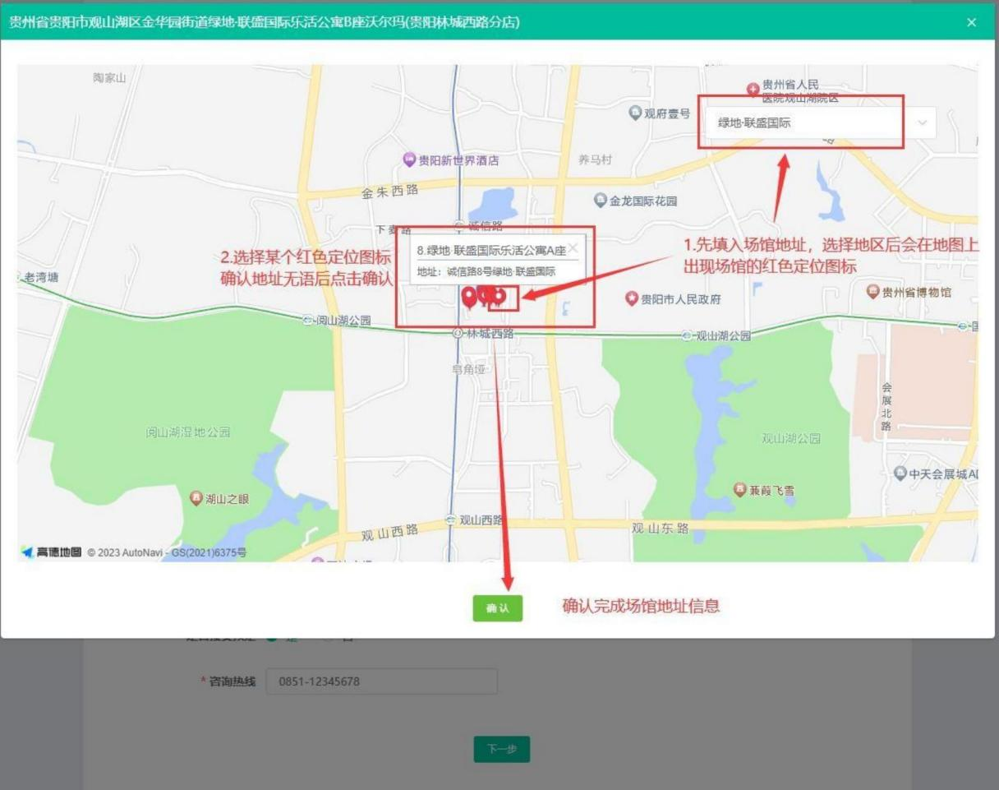 贵州省贵阳市观山湖区金华园街道绿地·联盛国际乐活公寓B座沃尔玛(贵阳林城西路分店)
陶家山
贵州省人民
医院观山湖院区
观府壹号
绿地·联盛国际
贵阳新世界酒店
养马村
金朱西路
金龙国际花园
下麦路
诚信路
8.绿地·联盛国际乐活公寓A座
地址：诚信路8号绿地·联盛国际
2.选择某个红色定位图标
确认地址无语后点击确认
1.先填入场馆地址，选择地区后会在地图上
出现场馆的红色定位图标
老湾塘
贵阳市人民政府
贵州省博物馆
阅山湖公园
林城西路
观山湖公园
皂角垭
会展北路
阅山湖湿地公园
观山湖公园
中天会展城A
湖山之眼
蒹葭飞雪
观山西路
观山西路
观山东路
高德地图 © 2023 AutoNavi - GS(2021)6375号
确认
确认完成场馆地址信息
* 咨询热线 0851-12345678
下一步